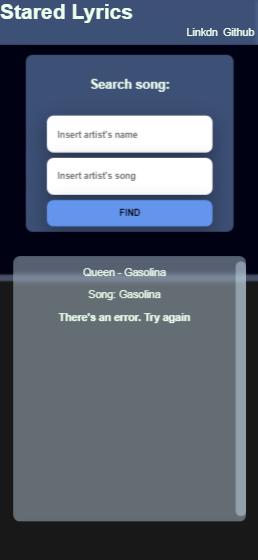 Stared Lyrics
Linkdn Github
Search song:
Insert artist's name
Insert artist's song
FIND
Queen - Gasolina
Song: Gasolina
There's an error. Try again